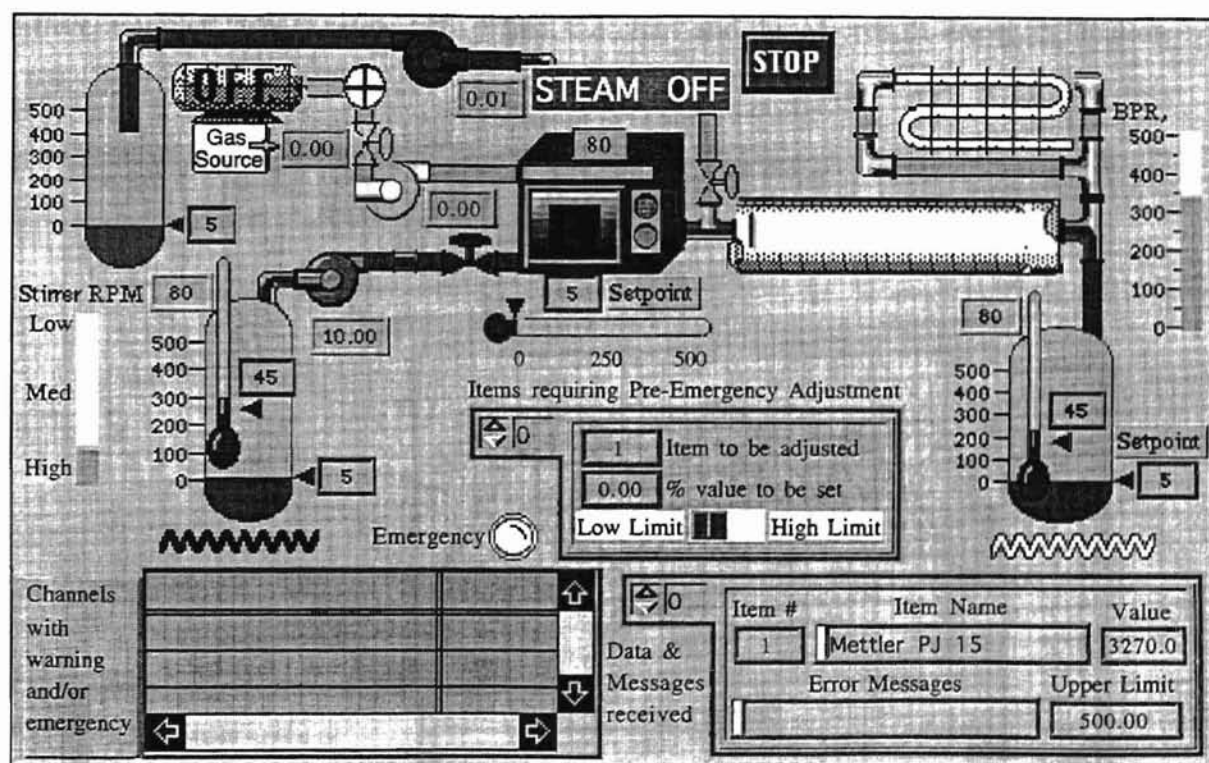 STOP
OFF
0.01
STEAM OFF
BPR,
500
400
300
200
100
0
Gas
Source
0.00
80
500
400
300
200
100
0
5
0.00
Stirrer RPM
80
5
Setpoint
80
Low
Med
High
10.00
0
250
500
500
400
300
200
100
0
45
5
Items requiring Pre-Emergency Adjustment
0
1
Item to be adjusted
0.00
% value to be set
Low Limit
High Limit
500
400
300
200
100
0
45
Setpoint
5
Emergency
Channels
with
warning
and/or
emergency
0
Data &
Messages
received
Item #
Item Name
Value
1
Mettler PJ 15
3270.0
Error Messages
Upper Limit
500.00